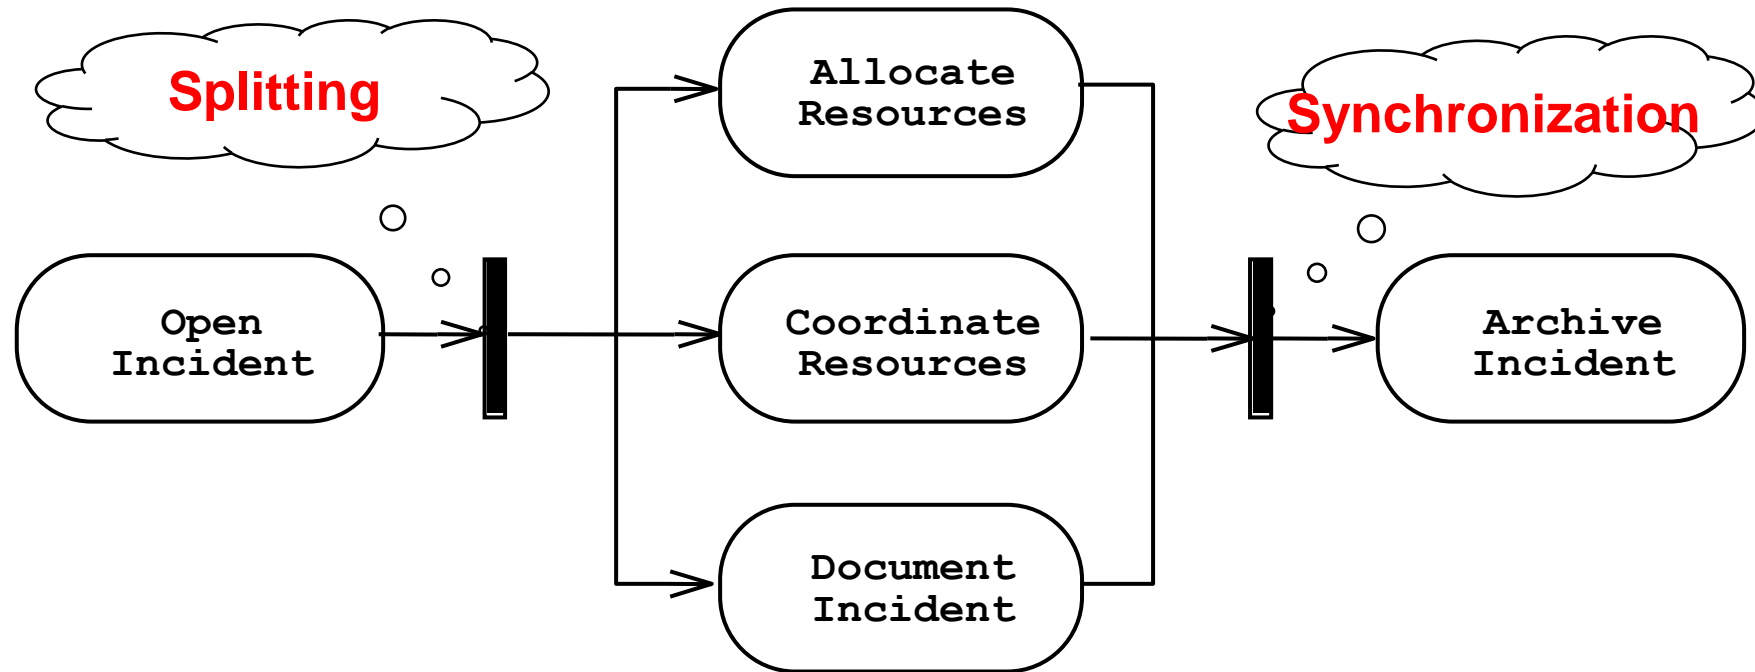 Splitting
Allocate
Resources
Synchronization
Open
Incident
Coordinate
Resources
Archive
Incident
Document
Incident